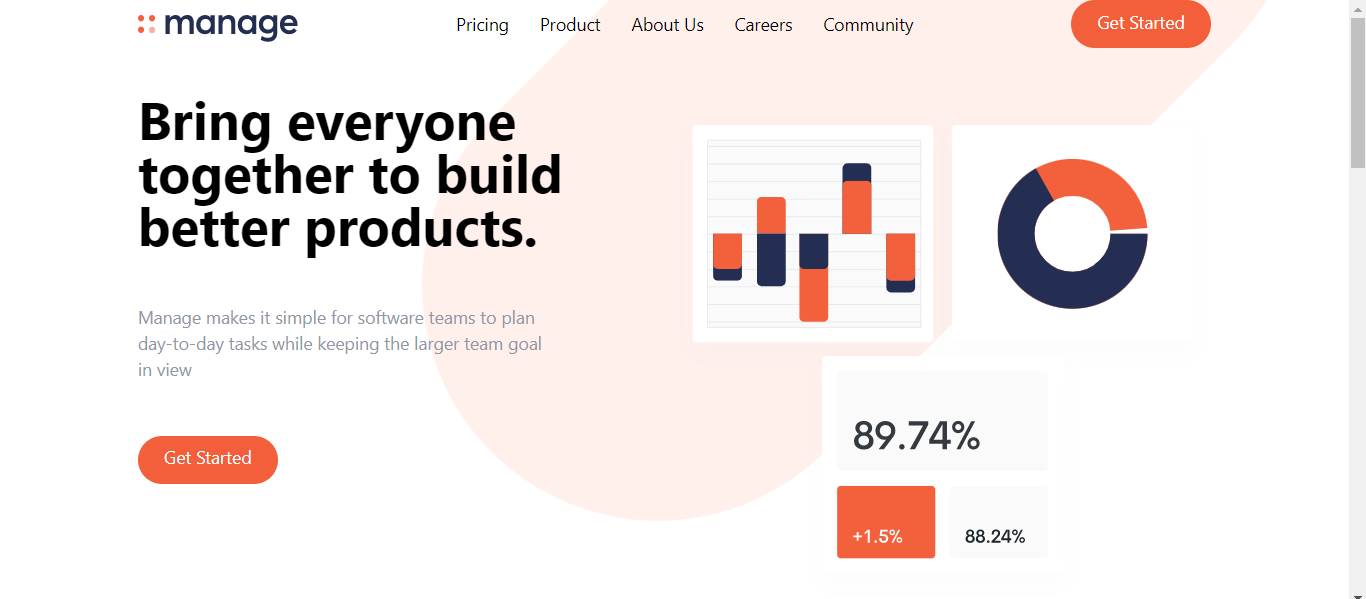 manage
Pricing
Product
About Us
Careers
Community
Get Started
Bring everyone
together to build
better products.
Manage makes it simple for software teams to plan
day-to-day tasks while keeping the larger team goal
in view
Get Started
89.74%
+1.5%
88.24%